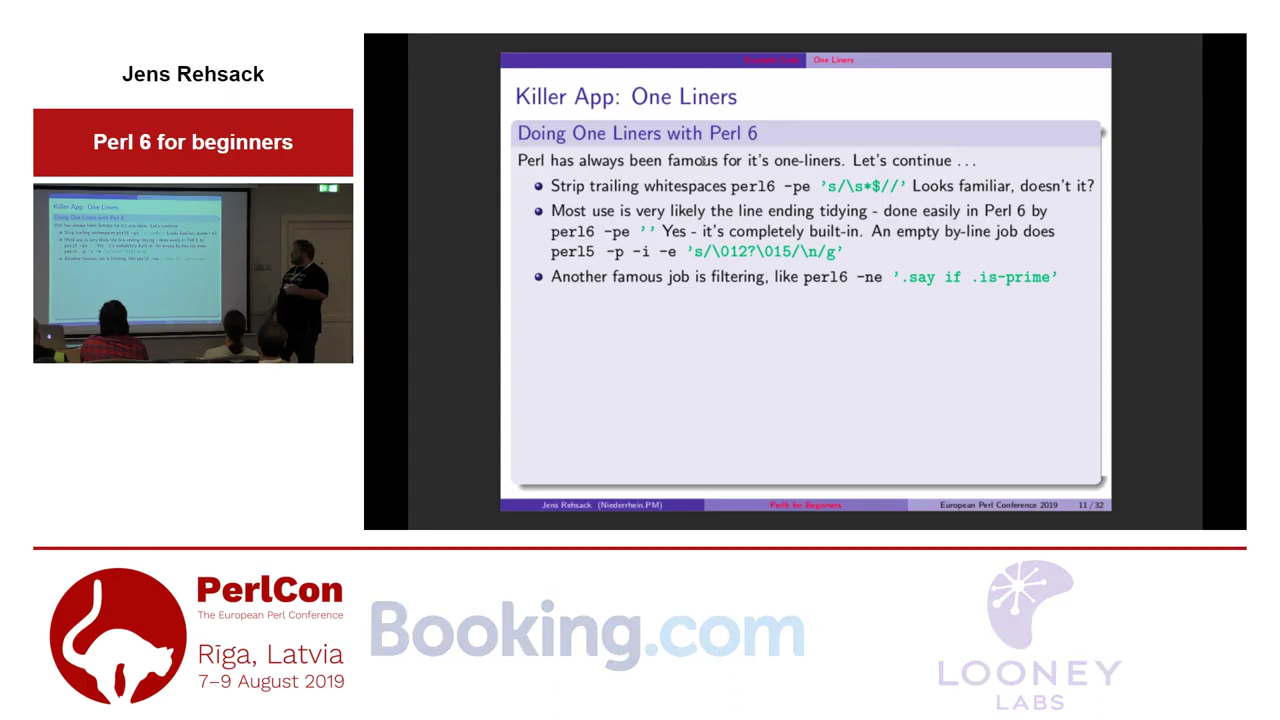 Jens Rehsack
Perl 6 for beginners
One Liners
Killer App: One Liners
Doing One Liners with Perl 6
Perl has always been famous for it's one-liners. Let's continue ...
Strip trailing whitespaces perl6 -pe 's/\s*$//' Looks familiar, doesn't it?
Most use is very likely the line ending tidying - done easily in Perl 6 by
perl6 -pe '' Yes - it's completely built-in. An empty by-line job does
perl5 -p -i -e 's/\012?\015/\n/g'
Another famous job is filtering, like perl6 -ne '.say if .is-prime'
Jens Rehsack (Niederrhein.PM)
Perl6 for Beginners
European Perl Conference 2019
11 / 32
PerlCon
The European Perl Conference
Rīga, Latvia
7–9 August 2019
Booking.com
LOONEY
LABS